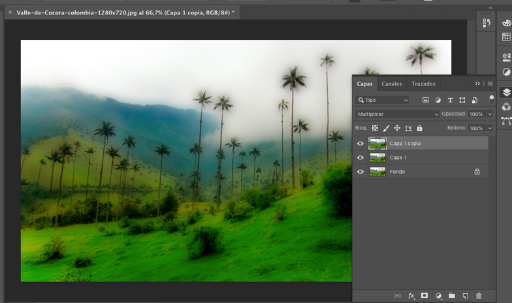 × Valle-de-Cocora-colombia-1280x720.jpg al 66,7% (Capa 1 copia, RGB/8#) *
Capas Canales Trazados
Tipo
Multiplicar Opacidad: 100%
Bloq.: Relleno: 100%
Capa 1 copia
Capa 1
Fondo
fx